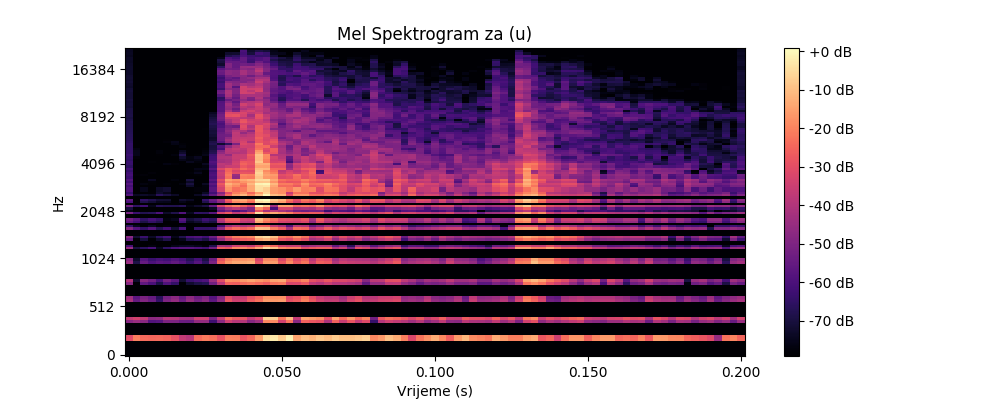 Mel Spektrogram za (u)
Hz
16384
8192
4096
2048
1024
512
0
0.000 0.050 0.100 0.150 0.200
Vrijeme (s)
+0 dB
-10 dB
-20 dB
-30 dB
-40 dB
-50 dB
-60 dB
-70 dB